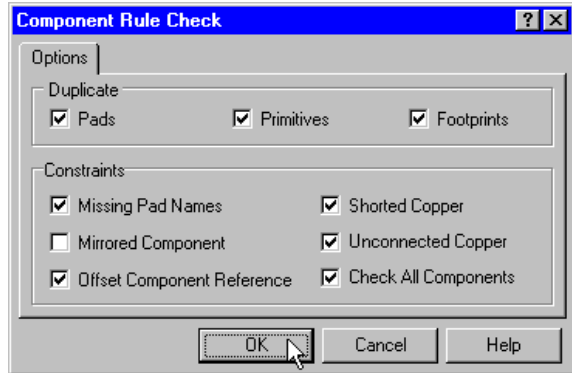 Component Rule Check
Options
Duplicate
Pads Primitives Footprints
Constraints
Missing Pad Names Shorted Copper
Mirrored Component Unconnected Copper
Offset Component Reference Check All Components
OK Cancel Help